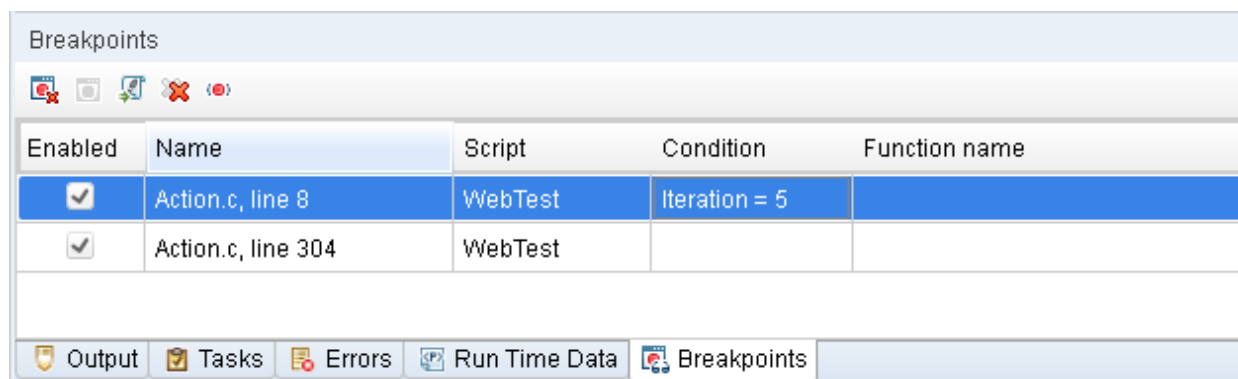 Breakpoints
Enabled Name Script Condition Function name
Action.c, line 8 WebTest Iteration = 5
Action.c, line 304 WebTest
Output Tasks Errors Run Time Data Breakpoints